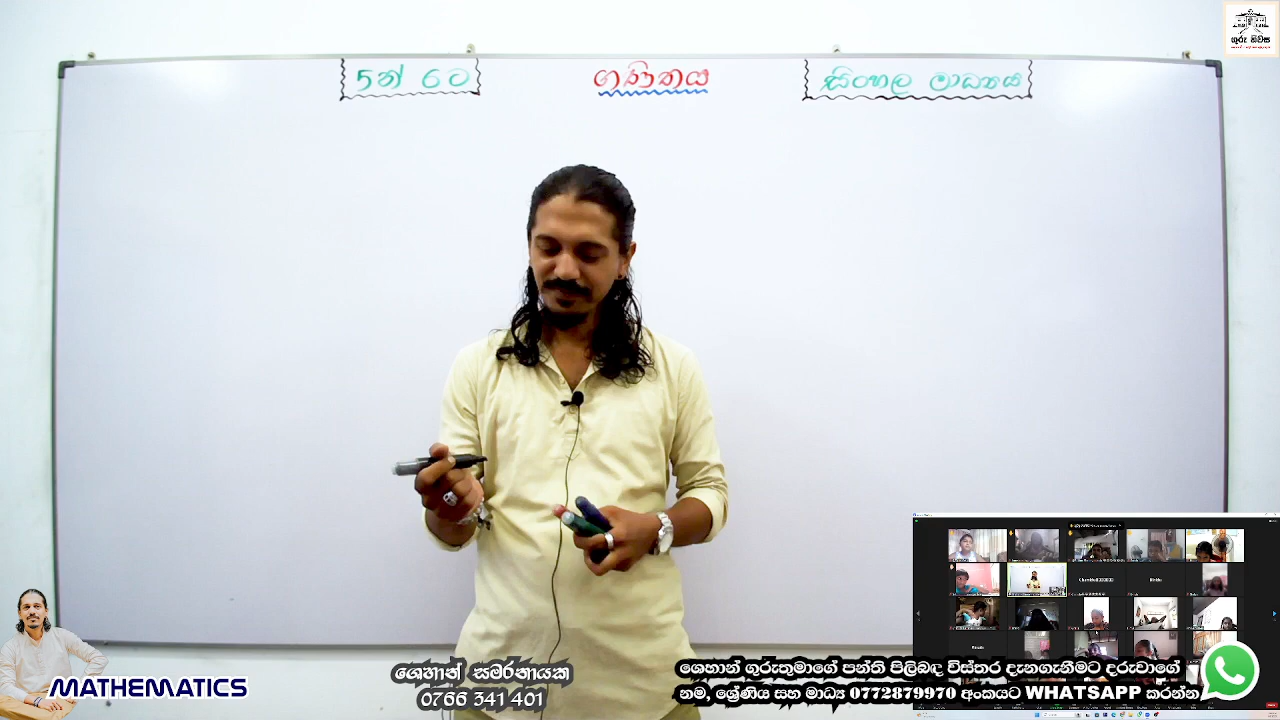 ගුරු නිවස
5න් 6ට
ගණිතය
සිංහල මාධ්‍යය
MATHEMATICS
ශෙහාන් සමරනායක
0766 341 401
ශෙහාන් ගුරුතුමාගේ පන්ති පිලිබඳ විස්තර දැනගැනීමට දරුවාගේ
නම, ශ්‍රේණිය සහ මාධ්‍ය 0772879970 අංකයට WHATSAPP කරන්න